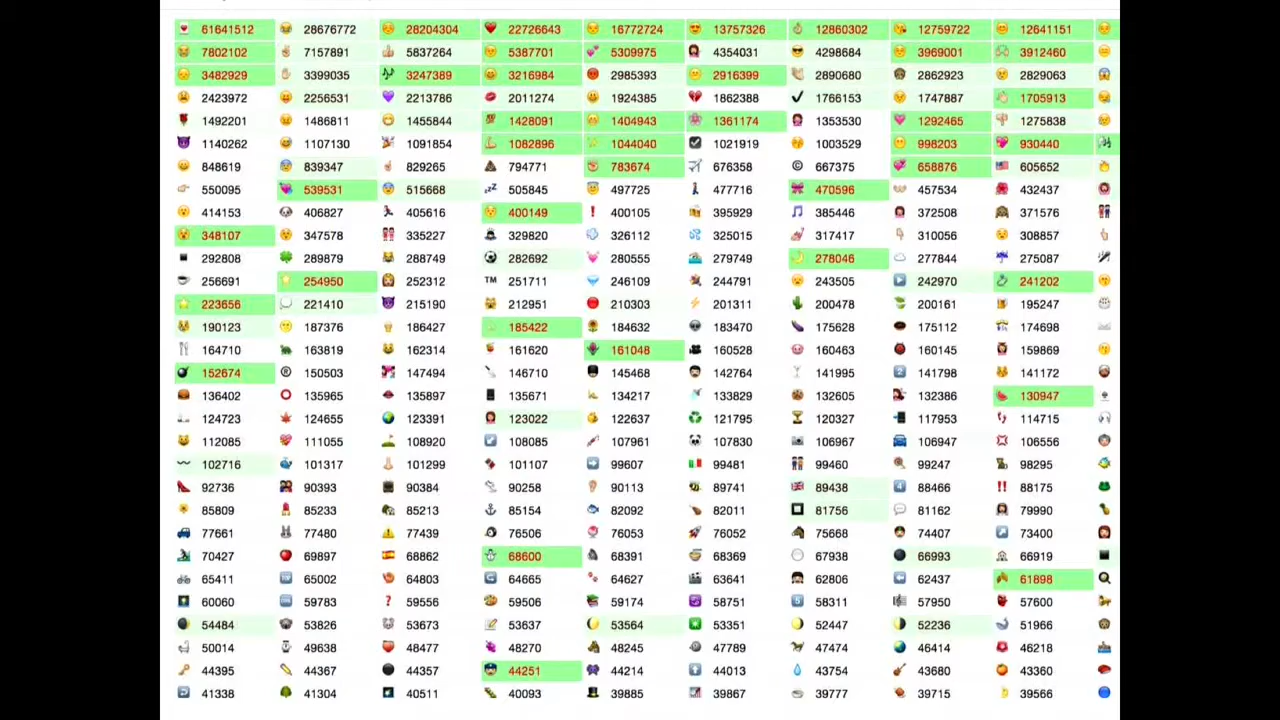 61641512 28676772 28204304 22726643 16772724 13757326 12860302 12759722 12641151
7802102 7157891 5837264 5387701 5309975 4354031 4298684 3969001 3912460
3482929 3399035 3247389 3216984 2985393 2916399 2890680 2862923 2829063
2423972 2256531 2213786 2011274 1924385 1862388 1766153 1747887 1705913
1492201 1486811 1455844 1428091 1404943 1361174 1353530 1292465 1275838
1140262 1107130 1091854 1082896 1044040 1021919 1003529 998203 930440
848619 839347 829265 794771 783674 676358 © 667375 658876 605652
550095 539531 515668 505845 497725 477716 470596 457534 432437
414153 406827 405616 400149 400105 395929 385446 372508 371576
348107 347578 335227 329820 326112 325015 317417 310056 308857
292808 289879 288749 282692 280555 279749 278046 277844 275087
256691 254950 252312 TM 251711 246109 244791 243505 242970 241202
223656 221410 215190 212951 210303 201311 200478 200161 195247
190123 187376 186427 185422 184632 183470 175628 175112 174698
164710 163819 162314 161620 161048 160528 160463 160145 159869
152674 ® 150503 147494 146710 145468 142764 141995 2 141798 141172
136402 135965 135897 135671 134217 133829 132605 132386 130947
124723 124655 123391 123022 122637 121795 120327 117953 114715
112085 111055 108920 108085 107961 107830 106967 106947 106556
102716 101317 101299 101107 99607 99481 99460 99247 98295
92736 90393 90384 90258 90113 89741 89438 4 88466 88175
85809 85233 85213 85154 82092 82011 81756 81162 79990
77661 77480 77439 76506 76053 76052 75668 74407 73400
70427 69897 68862 68600 68391 68369 67938 66993 66919
65411 65002 64803 64665 64627 63641 62806 62437 61898
60060 59783 59556 59506 59174 58751 5 58311 57950 57600
54484 53826 53673 53637 53564 53351 52447 52236 51966
50014 49638 48477 48270 48245 47789 47474 46414 46218
44395 44367 44357 44251 44214 44013 43754 43680 43360
41338 41304 40511 40093 39885 39867 39777 39715 39566